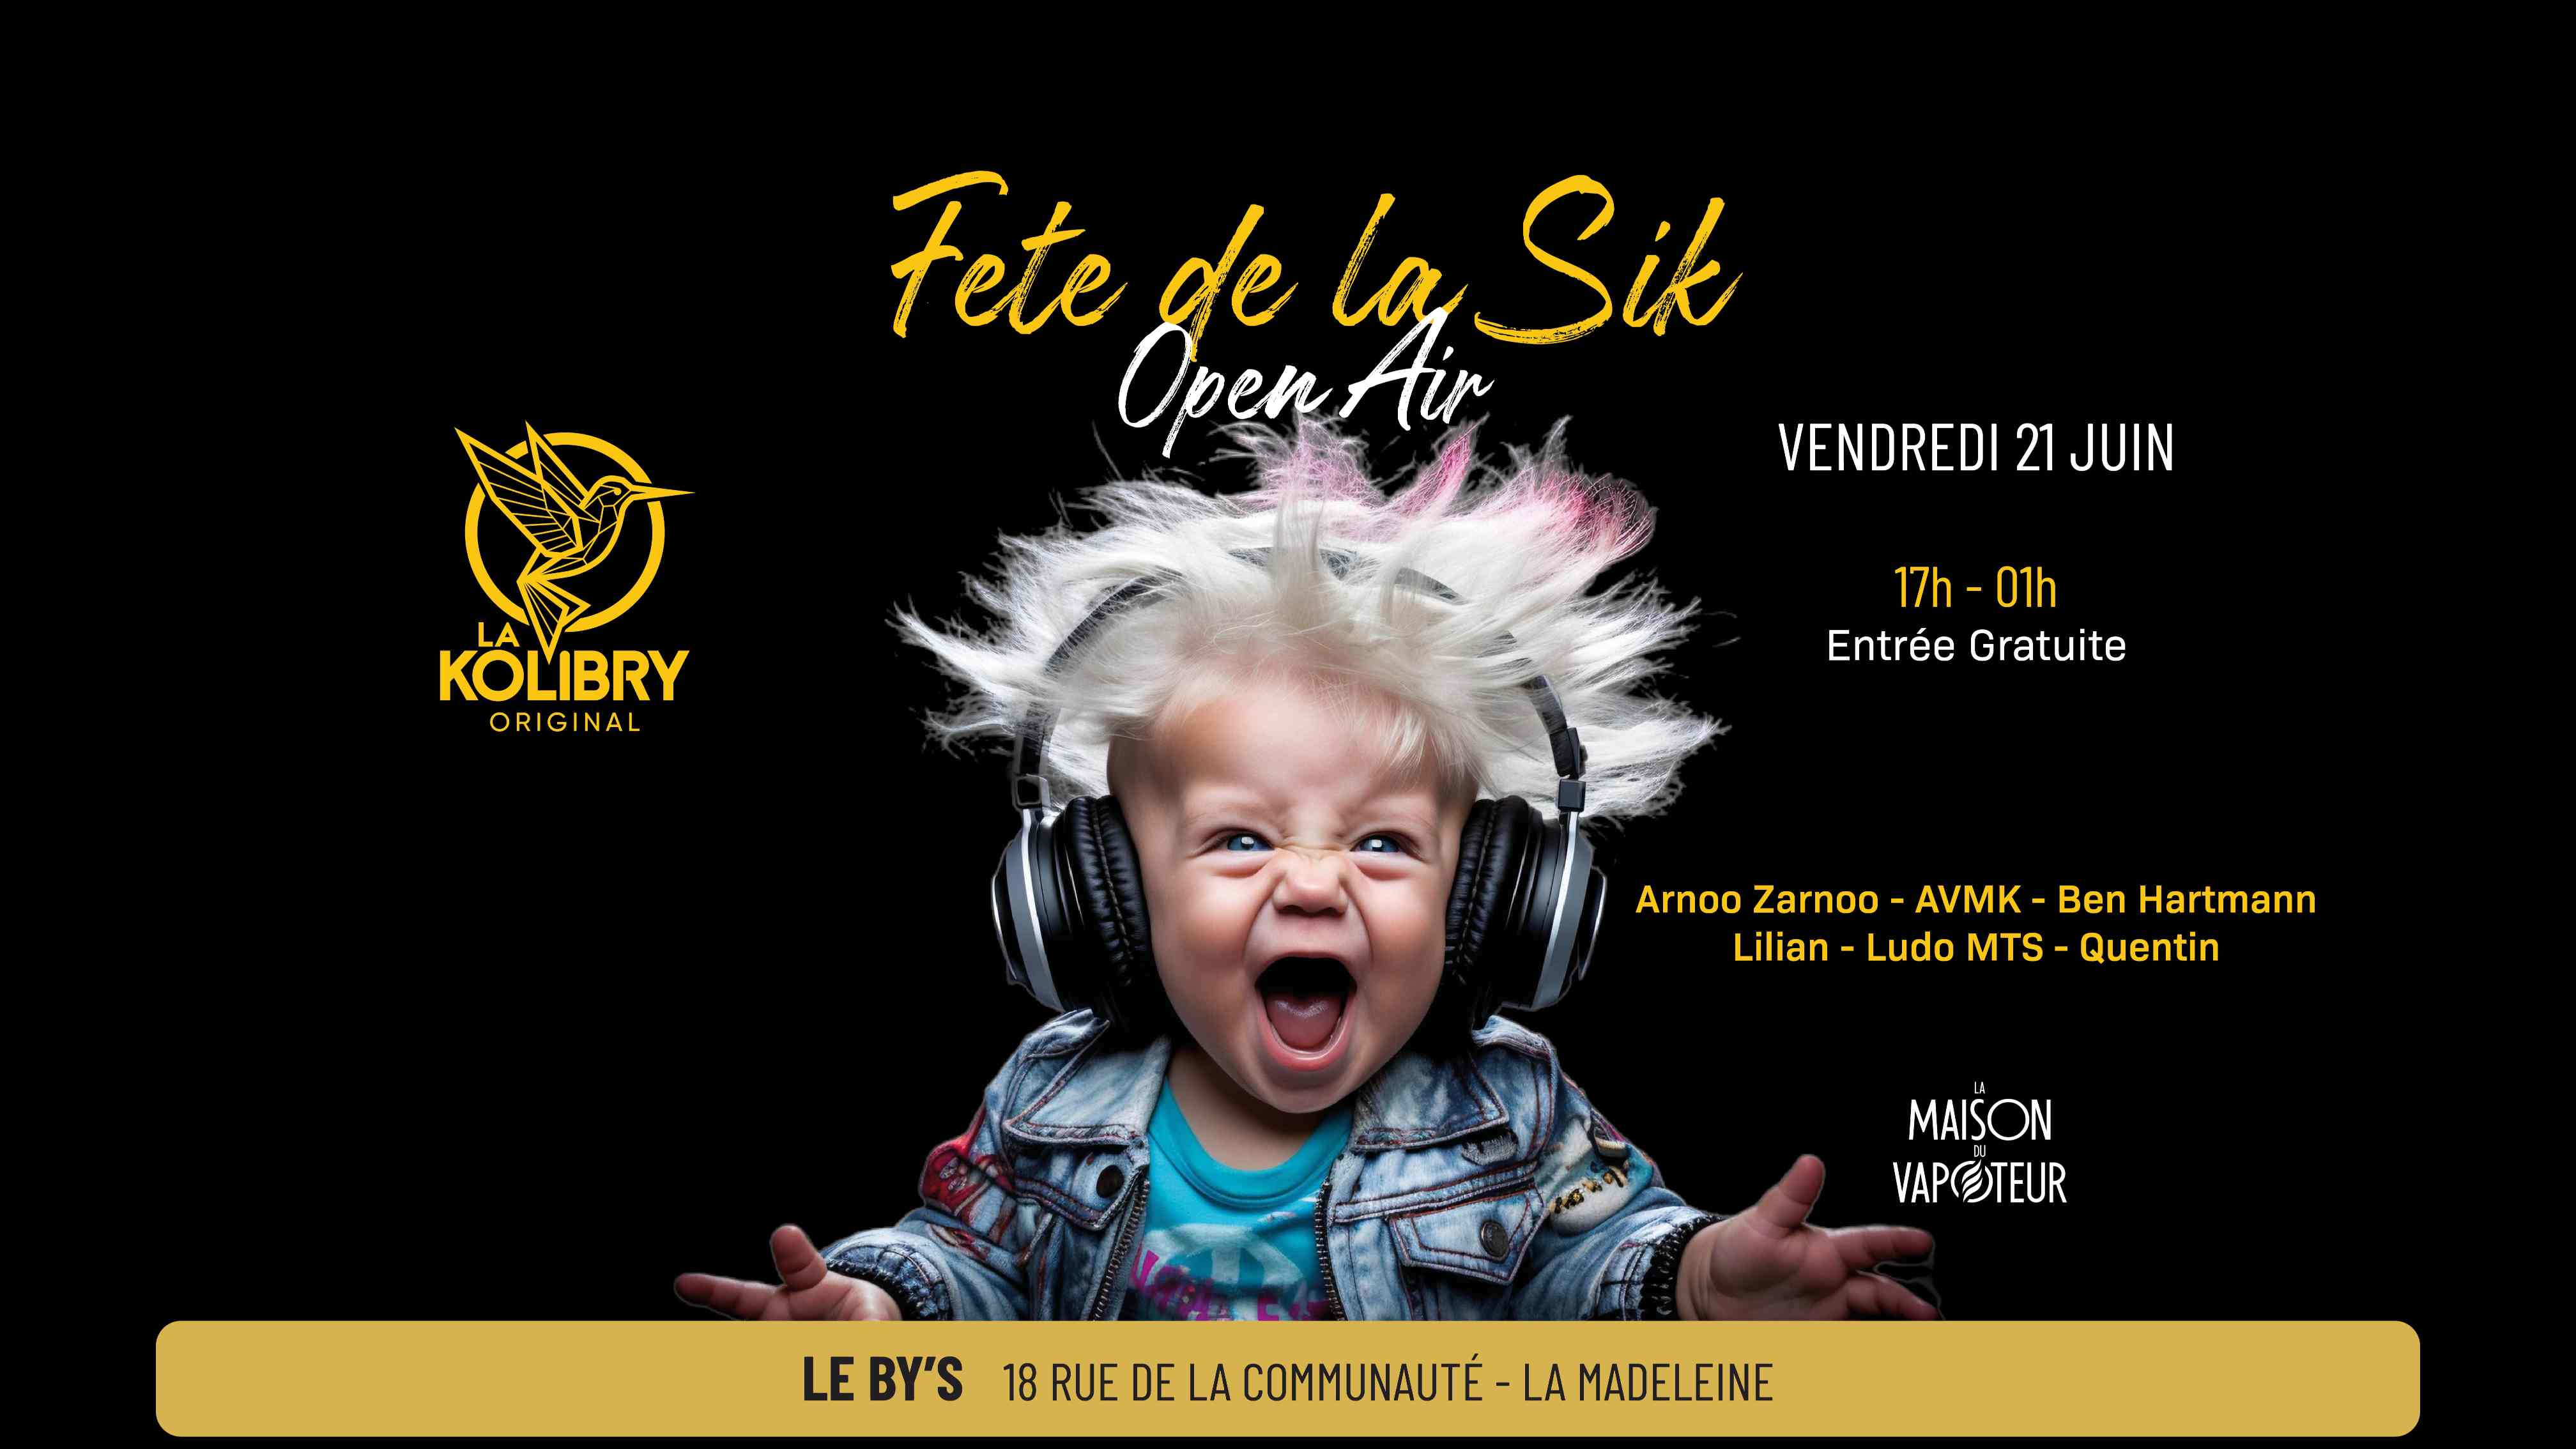 Fete de la Sik
Open Air
LA
KOLIBRY
ORIGINAL
VENDREDI 21 JUIN
17h - 01h
Entrée Gratuite
Arnoo Zarnoo - AVMK - Ben Hartmann
Lilian - Ludo MTS - Quentin
LA
MAISON
DU
VAPOTEUR
LE BY'S 18 RUE DE LA COMMUNAUTÉ - LA MADELEINE